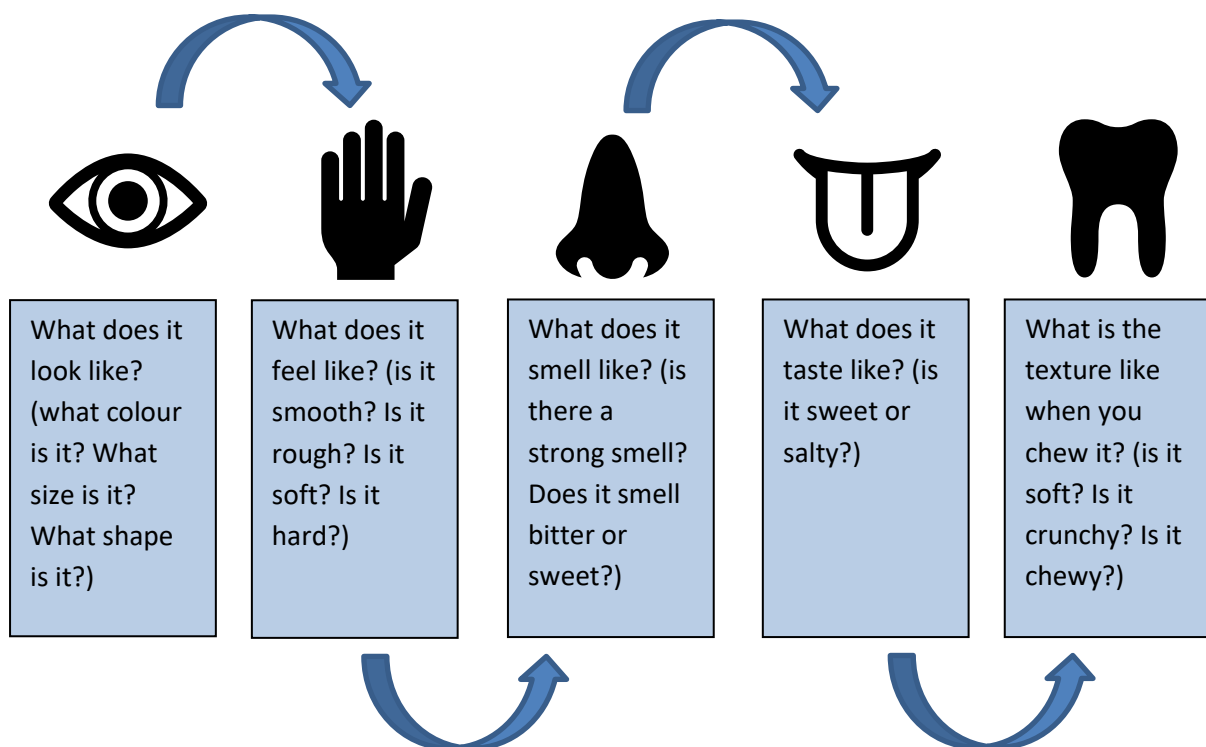 What does it
look like?
(what colour
is it? What
size is it?
What shape
is it?)
What does it
feel like? (is it
smooth? Is it
rough? Is it
soft? Is it
hard?)
What does it
smell like? (is
there a
strong smell?
Does it smell
bitter or
sweet?)
What does it
taste like? (is
it sweet or
salty?)
What is the
texture like
when you
chew it? (is it
soft? Is it
crunchy? Is it
chewy?)